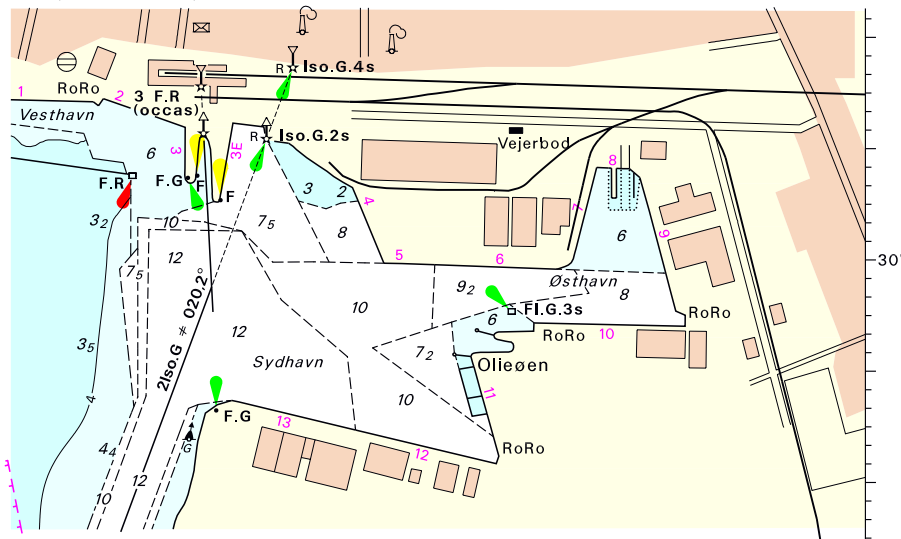 R Iso.G.4s
1
RoRo
2
3 F.R
(occas)
Vesthavn
R Iso.G.2s
Vejerbod
3
3E
6
F.R
F.G
F
F
3
2
4
8
7
9
3₂
10
7₅
8
6
5
6
30'
7₅
12
Østhavn
9₂
8
2Iso.G ≠ 020,2°
10
6
Fl.G.3s
RoRo
RoRo
10
3₅
12
Sydhavn
7₂
Olieøen
4
11
10
F.G
13
G
4₄
12
RoRo
10
12